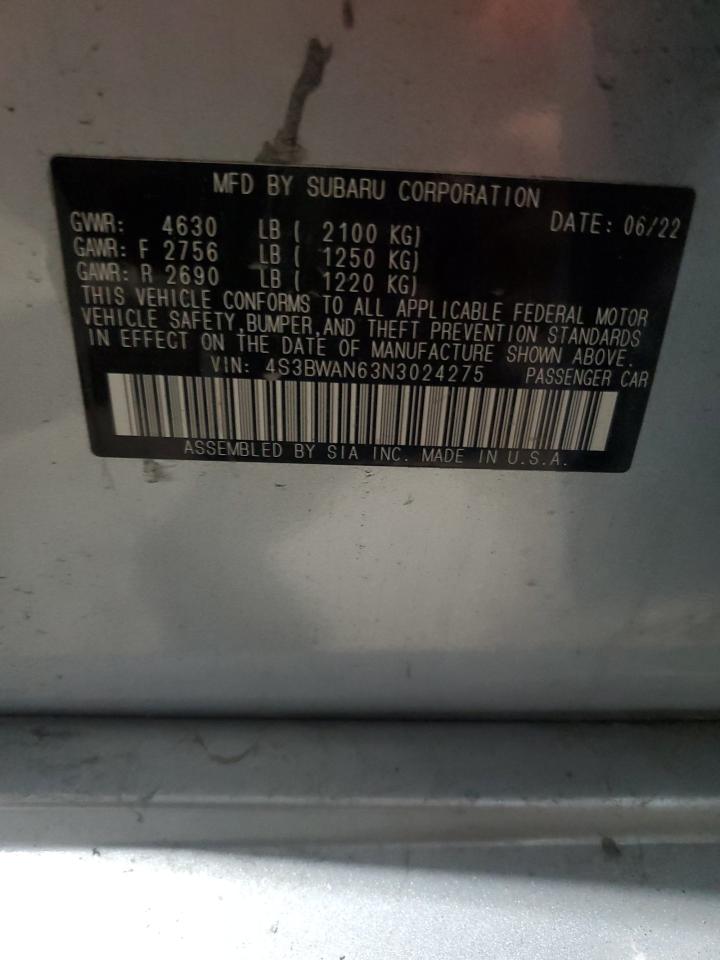 MFD BY SUBARU CORPORATION
GVWR: 4630 LB ( 2100 KG) DATE: 06/22
GAWR: F 2756 LB ( 1250 KG)
GAWR: R 2690 LB ( 1220 KG)
THIS VEHICLE CONFORMS TO ALL APPLICABLE FEDERAL MOTOR
VEHICLE SAFETY,BUMPER,AND THEFT PREVENTION STANDARDS
IN EFFECT ON THE DATE OF MANUFACTURE SHOWN ABOVE.
VIN: 4S3BWAN63N3024275 PASSENGER CAR
ASSEMBLED BY SIA INC. MADE IN U.S.A.